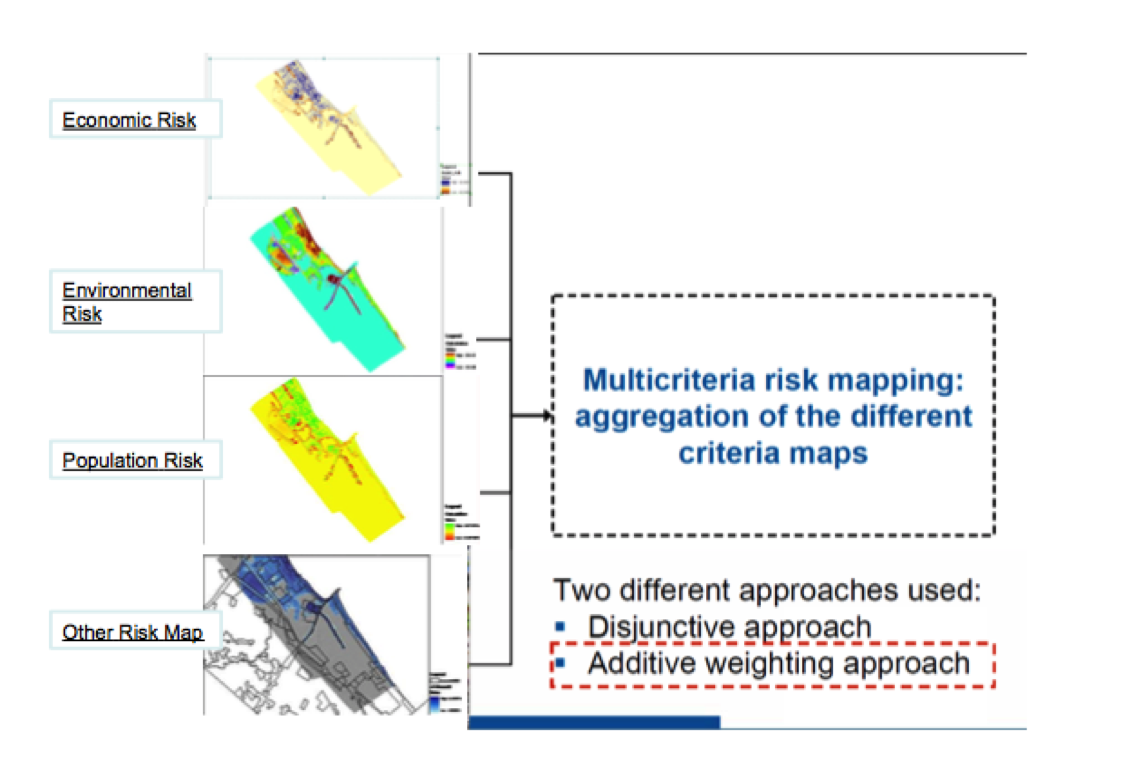 Economic Risk
Environmental
Risk
Population Risk
Other Risk Map
Multicriteria risk mapping:
aggregation of the different
criteria maps
Two different approaches used:
▪ Disjunctive approach
▪ Additive weighting approach